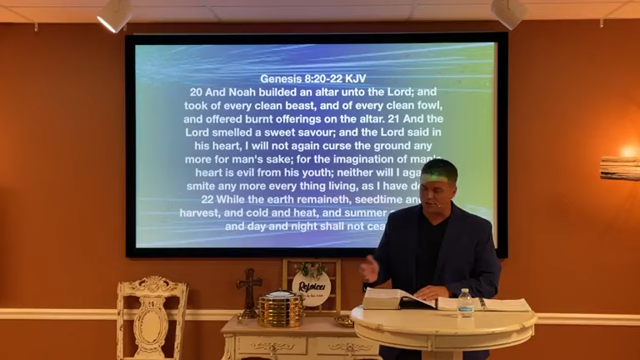 Genesis 8:20-22 KJV
20 And Noah builded an altar unto the Lord; and
took of every clean beast, and of every clean fowl,
and offered burnt offerings on the altar. 21 And the
Lord smelled a sweet savour; and the Lord said in
his heart, I will not again curse the ground any
more for man's sake; for the imagination of man's
heart is evil from his youth; neither will I
smite any more every thing living, as I have
22 While the earth remaineth, seedtime
harvest, and cold and heat, and summer
and day and night shall not
Rejoice